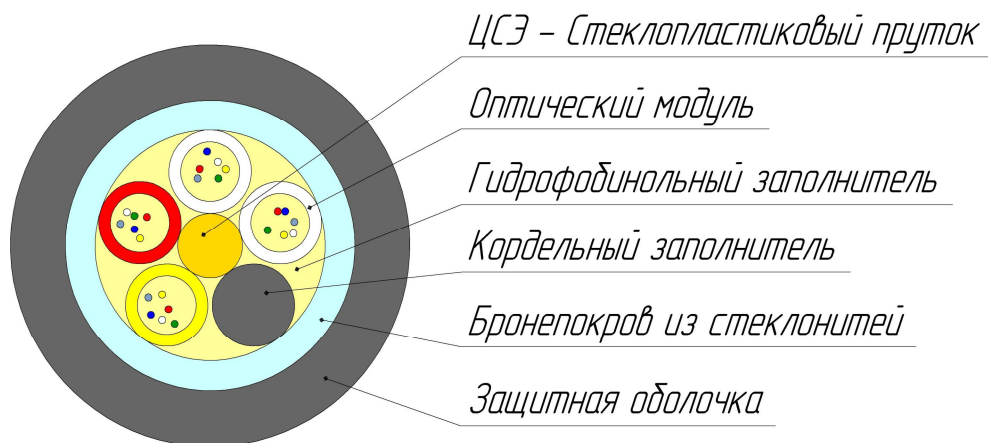 ЦСЭ - Стеклопластиковый пруток
Оптический модуль
Гидрофобинольный заполнитель
Кордельный заполнитель
Бронепокров из стеклонитей
Защитная оболочка